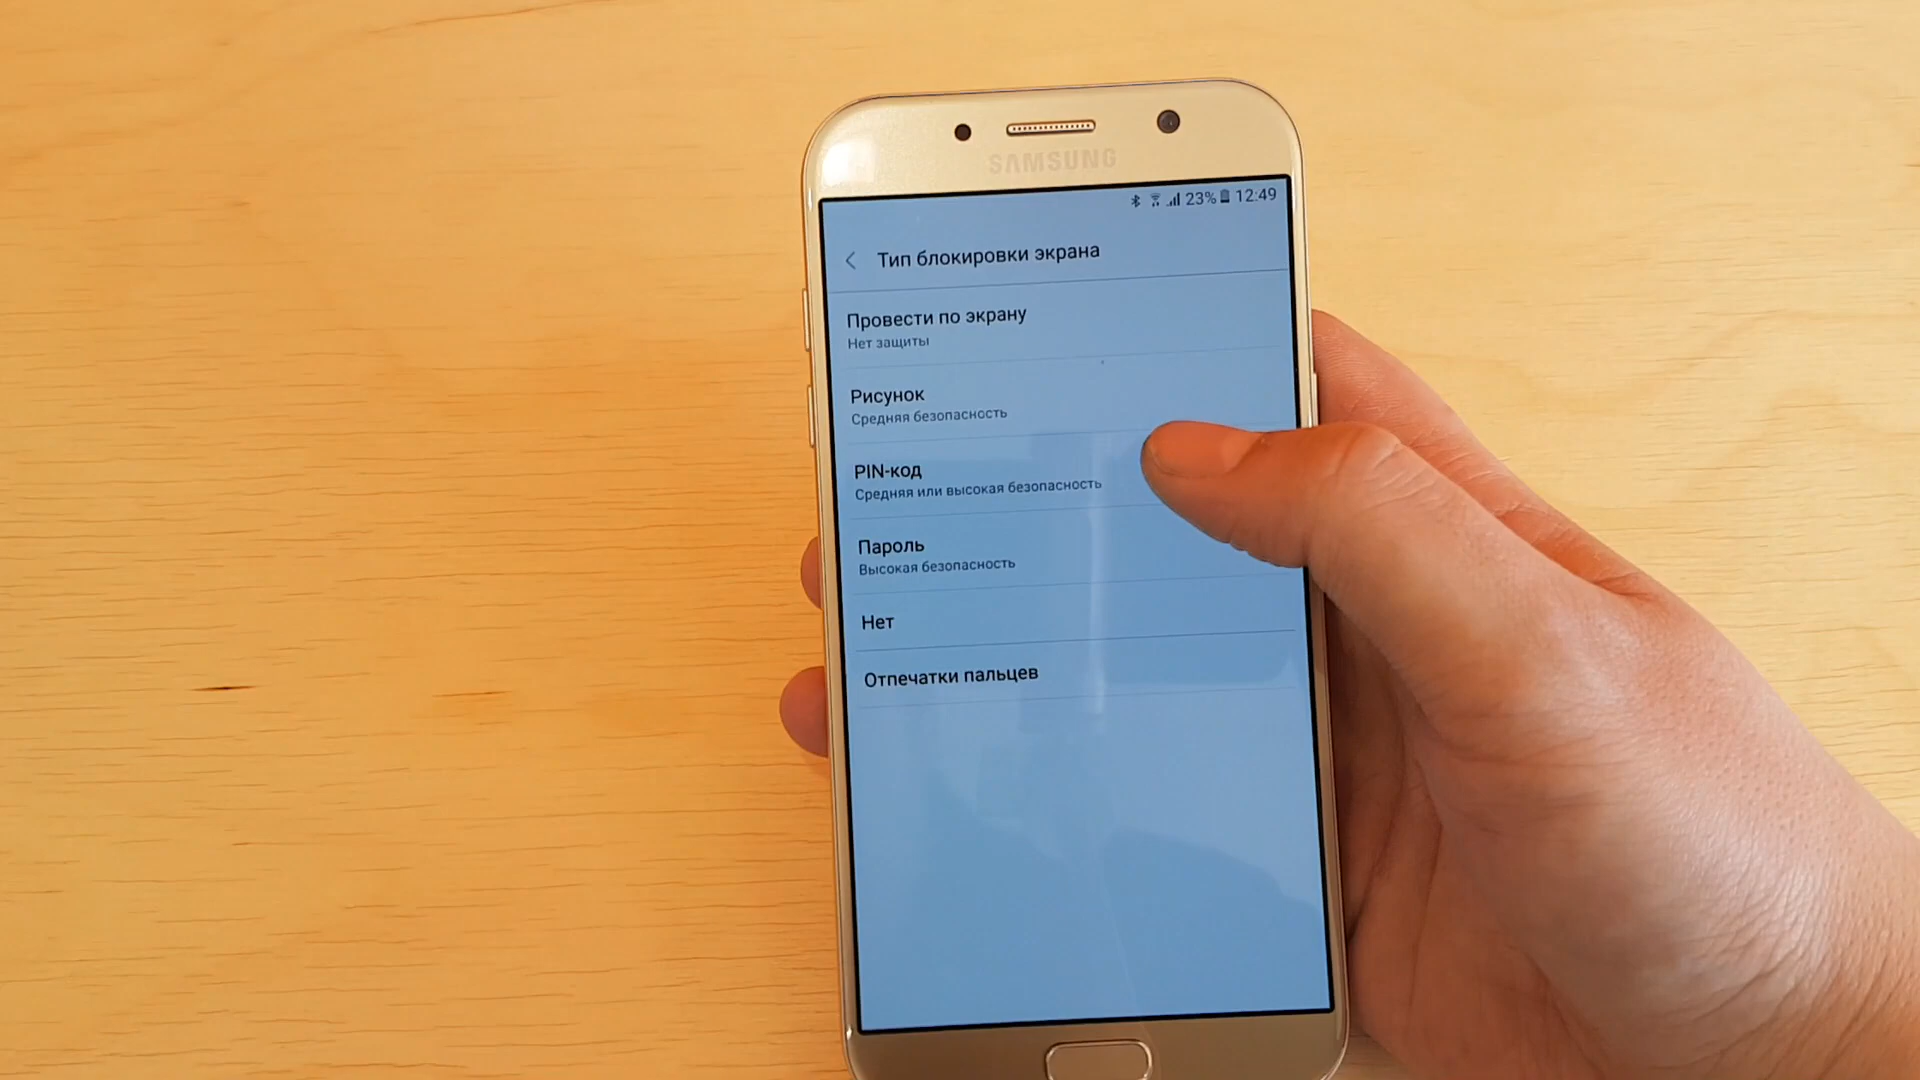 SAMSUNG
23% 12:49
Тип блокировки экрана
Провести по экрану
Нет защиты
Рисунок
Средняя безопасность
PIN-код
Средняя или высокая безопасность
Пароль
Высокая безопасность
Нет
Отпечатки пальцев